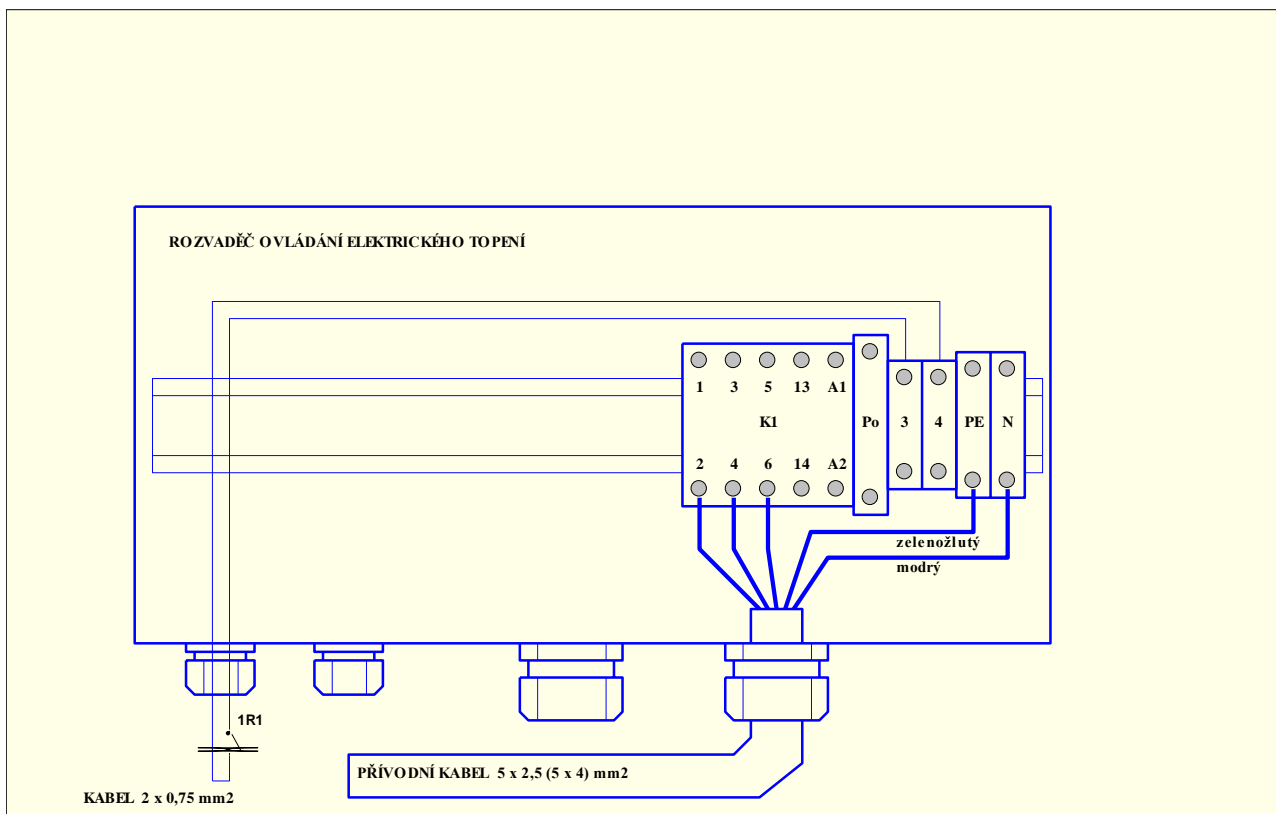 ROZVADĚČ OVLÁDÁNÍ ELEKTRICKÉHO TOPENÍ
1 3 5 13 A1
K1 Po 3 4 PE N
2 4 6 14 A2
zelenožlutý
modrý
1R1
PŘÍVODNÍ KABEL 5 x 2,5 (5 x 4) mm2
KABEL 2 x 0,75 mm2